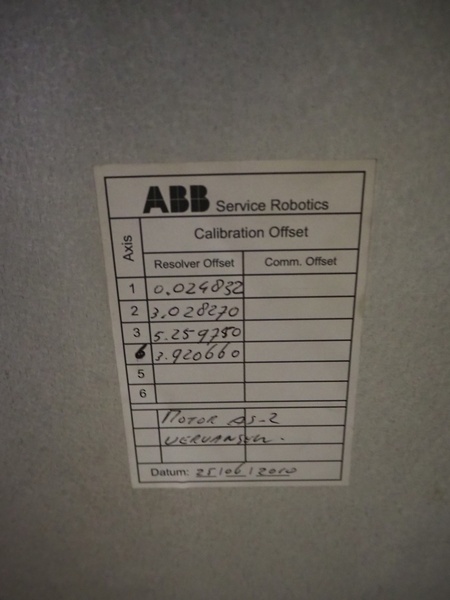 ABB Service Robotics
Axis
Calibration Offset
Resolver Offset Comm. Offset
1 0.024832
2 3.028270
3 5.259750
6 3.920660
5
6
MOTOR AS-2
VERVANGEN.
Datum: 25/06/2010